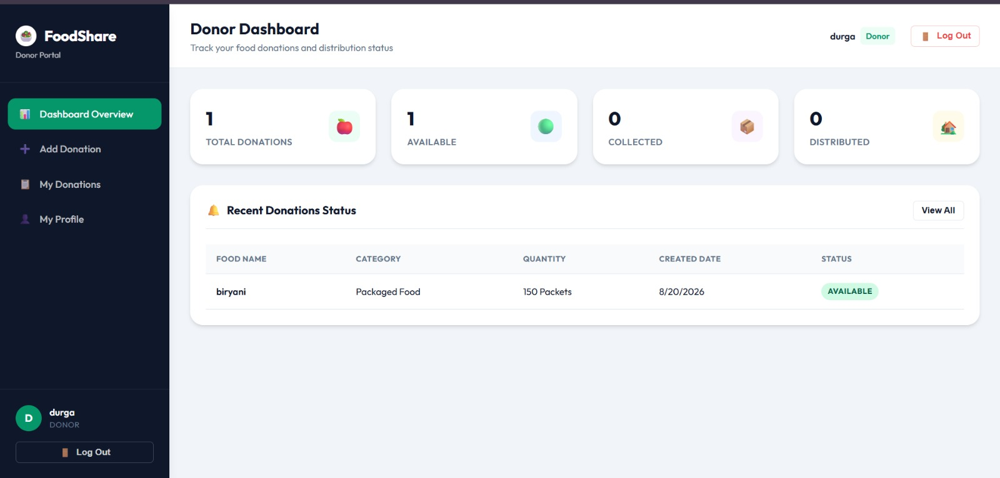 FoodShare
Donor Portal
Dashboard Overview
Add Donation
My Donations
My Profile
D
durga
DONOR
Log Out
Donor Dashboard
Track your food donations and distribution status
durga Donor Log Out
1
TOTAL DONATIONS
1
AVAILABLE
0
COLLECTED
0
DISTRIBUTED
Recent Donations Status
View All
FOOD NAME CATEGORY QUANTITY CREATED DATE STATUS
biryani Packaged Food 150 Packets 8/20/2026 AVAILABLE